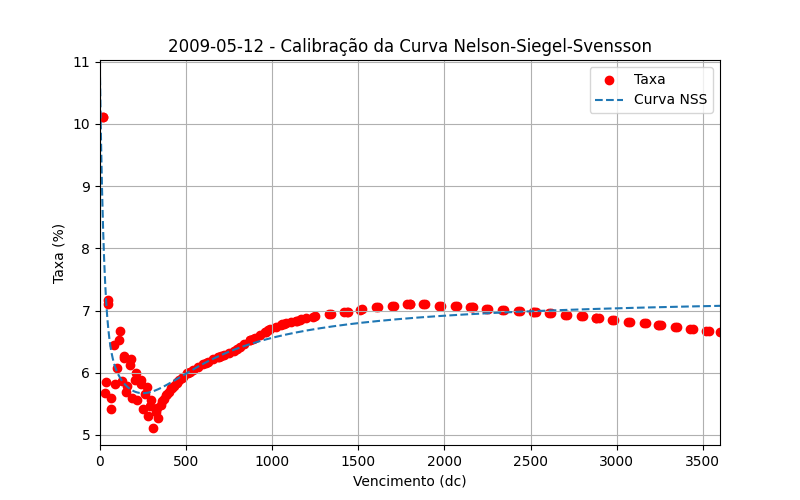 2009-05-12 - Calibração da Curva Nelson-Siegel-Svensson
Taxa (%)
11
10
9
8
7
6
5
Taxa
Curva NSS
0 500 1000 1500 2000 2500 3000 3500
Vencimento (dc)